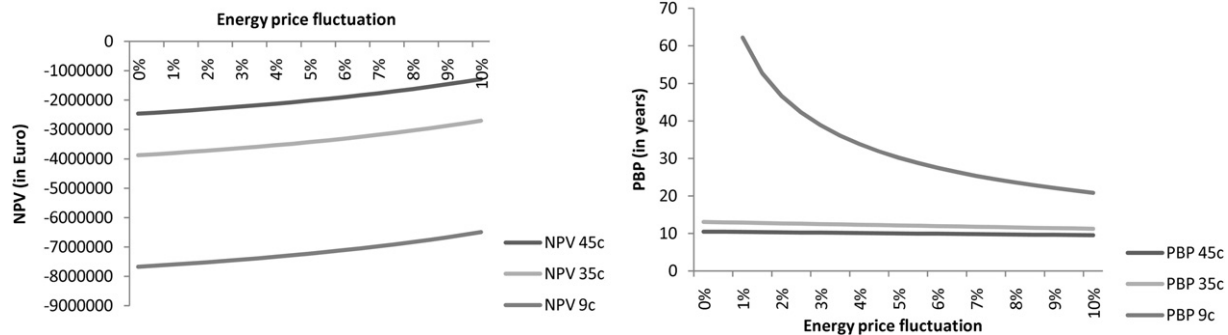 Energy price fluctuation
0
-1000000
-2000000
-3000000
-4000000
-5000000
-6000000
-7000000
-8000000
-9000000
NPV (in Euro)
0% 1% 2% 3% 4% 5% 6% 7% 8% 9% 10%
NPV 45c
NPV 35c
NPV 9c
70
60
50
40
30
20
10
0
PBP (in years)
0% 1% 2% 3% 4% 5% 6% 7% 8% 9% 10%
Energy price fluctuation
PBP 45c
PBP 35c
PBP 9c